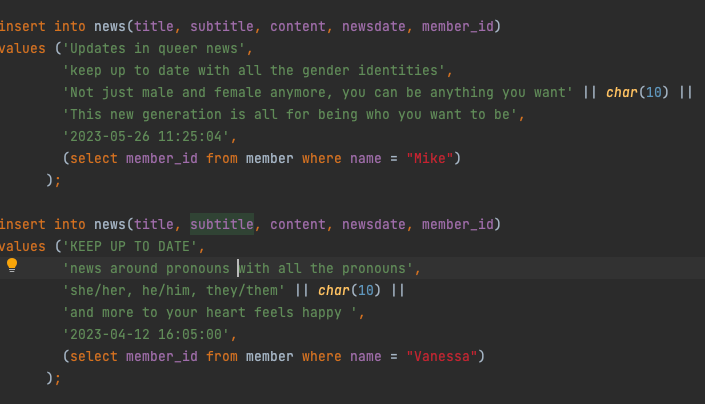 insert into news(title, subtitle, content, newsdate, member_id)
values ('Updates in queer news',
'keep up to date with all the gender identities',
'Not just male and female anymore, you can be anything you want' || char(10) ||
'This new generation is all for being who you want to be',
'2023-05-26 11:25:04',
(select member_id from member where name = "Mike")
);
insert into news(title, subtitle, content, newsdate, member_id)
values ('KEEP UP TO DATE',
'news around pronouns with all the pronouns',
'she/her, he/him, they/them' || char(10) ||
'and more to your heart feels happy ',
'2023-04-12 16:05:00',
(select member_id from member where name = "Vanessa")
);